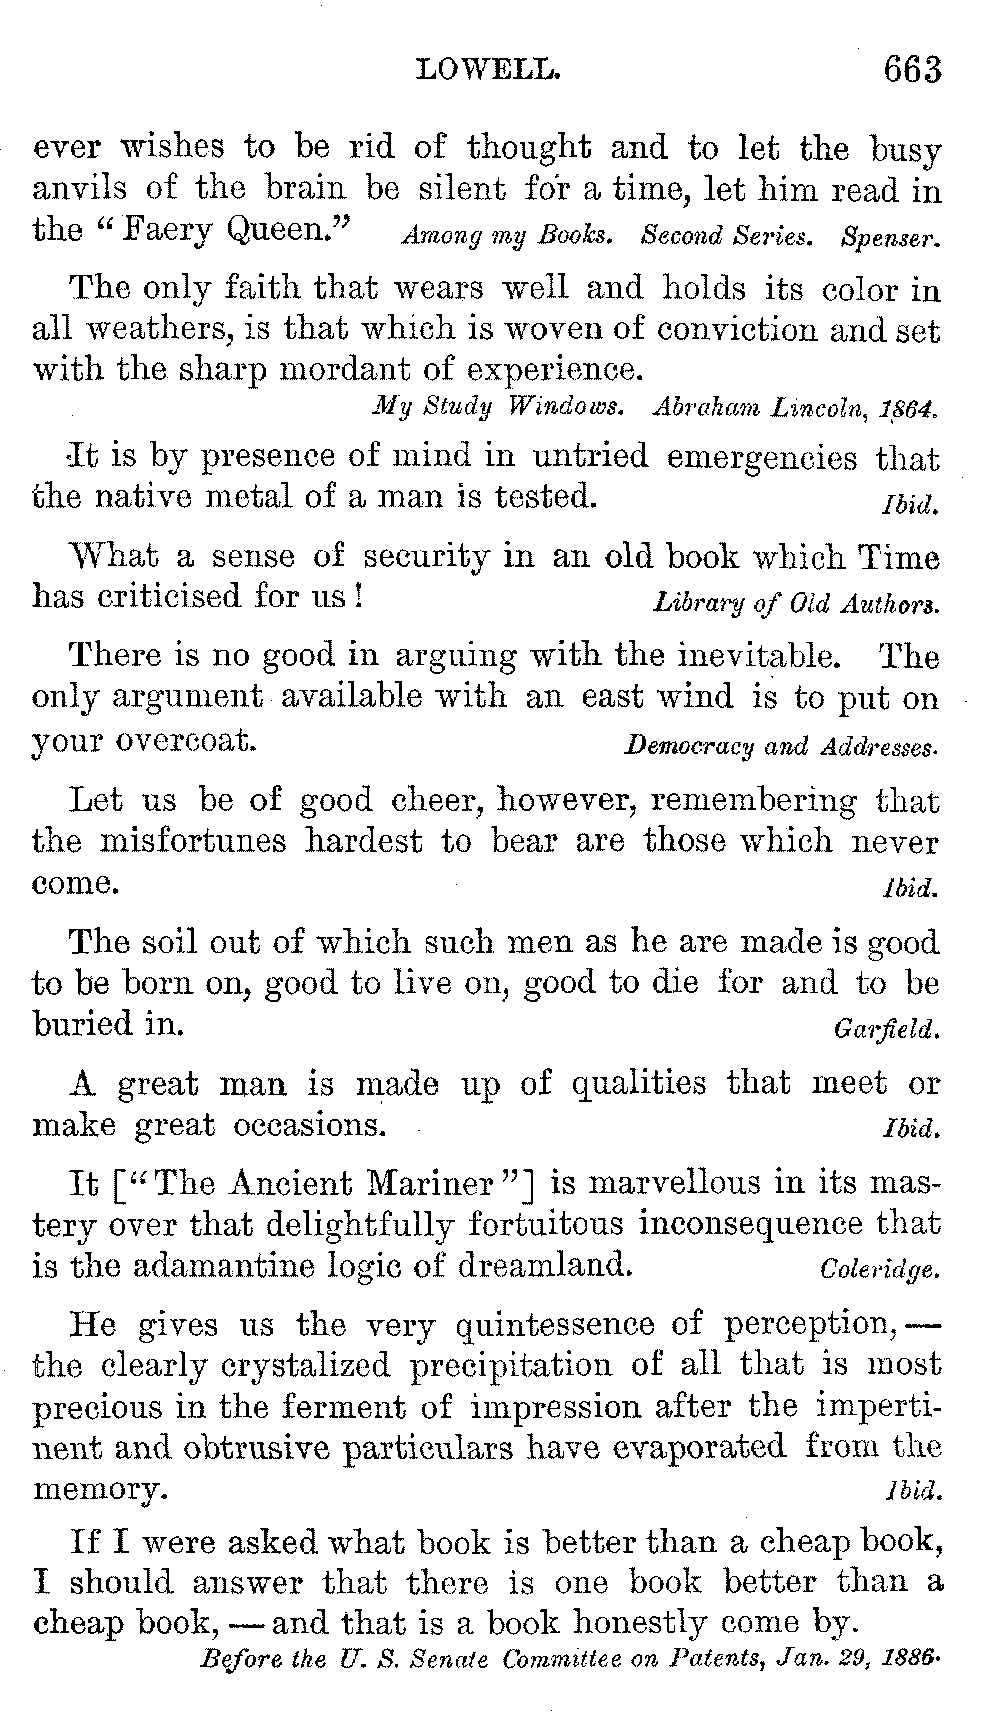 LOWELL. 663
ever wishes to be rid of thought and to let the busy
anvils of the brain be silent for a time, let him read in
the “Faery Queen.” Among my Books. Second Series. Spenser.
The only faith that wears well and holds its color in
all weathers, is that which is woven of conviction and set
with the sharp mordant of experience.
My Study Windows. Abraham Lincoln, 1864.
It is by presence of mind in untried emergencies that
the native metal of a man is tested. Ibid.
What a sense of security in an old book which Time
has criticised for us! Library of Old Authors.
There is no good in arguing with the inevitable. The
only argument available with an east wind is to put on
your overcoat. Democracy and Addresses.
Let us be of good cheer, however, remembering that
the misfortunes hardest to bear are those which never
come. Ibid.
The soil out of which such men as he are made is good
to be born on, good to live on, good to die for and to be
buried in. Garfield.
A great man is made up of qualities that meet or
make great occasions. Ibid.
It [“The Ancient Mariner”] is marvellous in its mas-
tery over that delightfully fortuitous inconsequence that
is the adamantine logic of dreamland. Coleridge.
He gives us the very quintessence of perception, —
the clearly crystalized precipitation of all that is most
precious in the ferment of impression after the imperti-
nent and obtrusive particulars have evaporated from the
memory. Ibid.
If I were asked what book is better than a cheap book,
I should answer that there is one book better than a
cheap book, — and that is a book honestly come by.
Before the U. S. Senate Committee on Patents, Jan. 29, 1886.